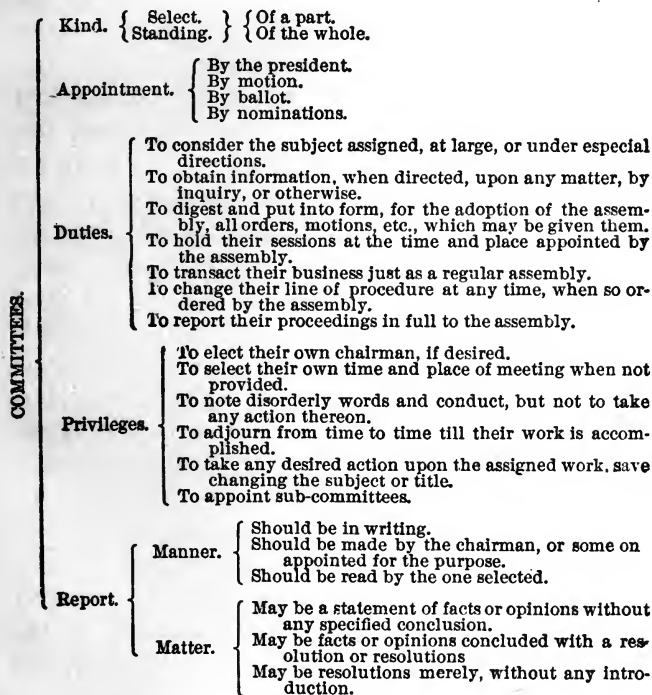 COMMITTEES.
Kind. Select. Of a part.
Standing. Of the whole.
Appointment. By the president.
By motion.
By ballot.
By nominations.
Duties.
To consider the subject assigned, at large, or under especial
directions.
To obtain information, when directed, upon any matter, by
inquiry, or otherwise.
To digest and put into form, for the adoption of the assem-
bly, all orders, motions, etc., which may be given them.
To hold their sessions at the time and place appointed by
the assembly.
To transact their business just as a regular assembly.
To change their line of procedure at any time, when so or-
dered by the assembly.
To report their proceedings in full to the assembly.
Privileges.
To elect their own chairman, if desired.
To select their own time and place of meeting when not
provided.
To note disorderly words and conduct, but not to take
any action thereon.
To adjourn from time to time till their work is accom-
plished.
To take any desired action upon the assigned work, save
changing the subject or title.
To appoint sub-committees.
Report.
Manner.
Should be in writing.
Should be made by the chairman, or some on
appointed for the purpose.
Should be read by the one selected.
Matter.
May be a statement of facts or opinions without
any specified conclusion.
May be facts or opinions concluded with a res-
olution or resolutions
May be resolutions merely, without any intro-
duction.